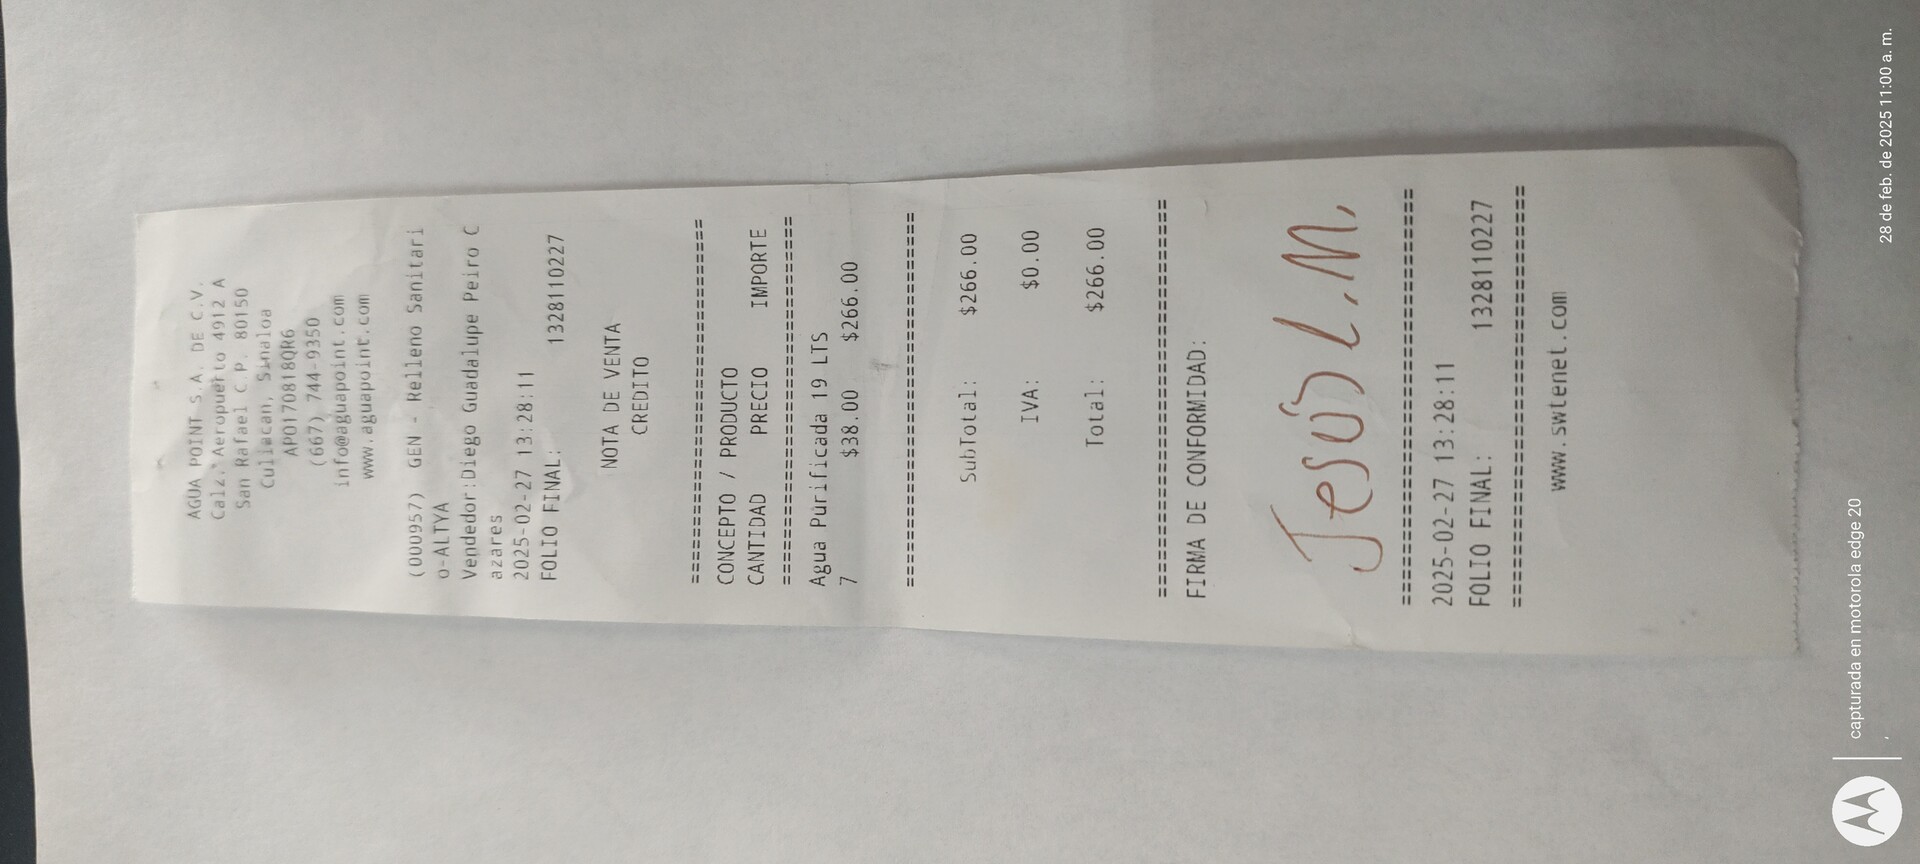 AGUA POINT S.A. DE C.V.
Calz. Aeropuerto 4912 A
San Rafael C.P. 80150
Culiacan, Sinaloa
APO170818QR6
(667) 744-9350
info@aguapoint.com
www.aguapoint.com
(000957) GEN - Relleno Sanitari
o-ALTYA
Vendedor:Diego Guadalupe Peiro C
azares
2025-02-27 13:28:11
FOLIO FINAL: 1328110227
NOTA DE VENTA
CREDITO
================================
CONCEPTO / PRODUCTO
CANTIDAD PRECIO IMPORTE
================================
Agua Purificada 19 LTS
7 $38.00 $266.00
================================
SubTotal: $266.00
IVA: $0.00
Total: $266.00
================================
FIRMA DE CONFORMIDAD:
Jesús L.M.
================================
2025-02-27 13:28:11
FOLIO FINAL: 1328110227
================================
www.swtenet.com
capturada en motorola edge 20
28 de feb. de 2025 11:00 a. m.